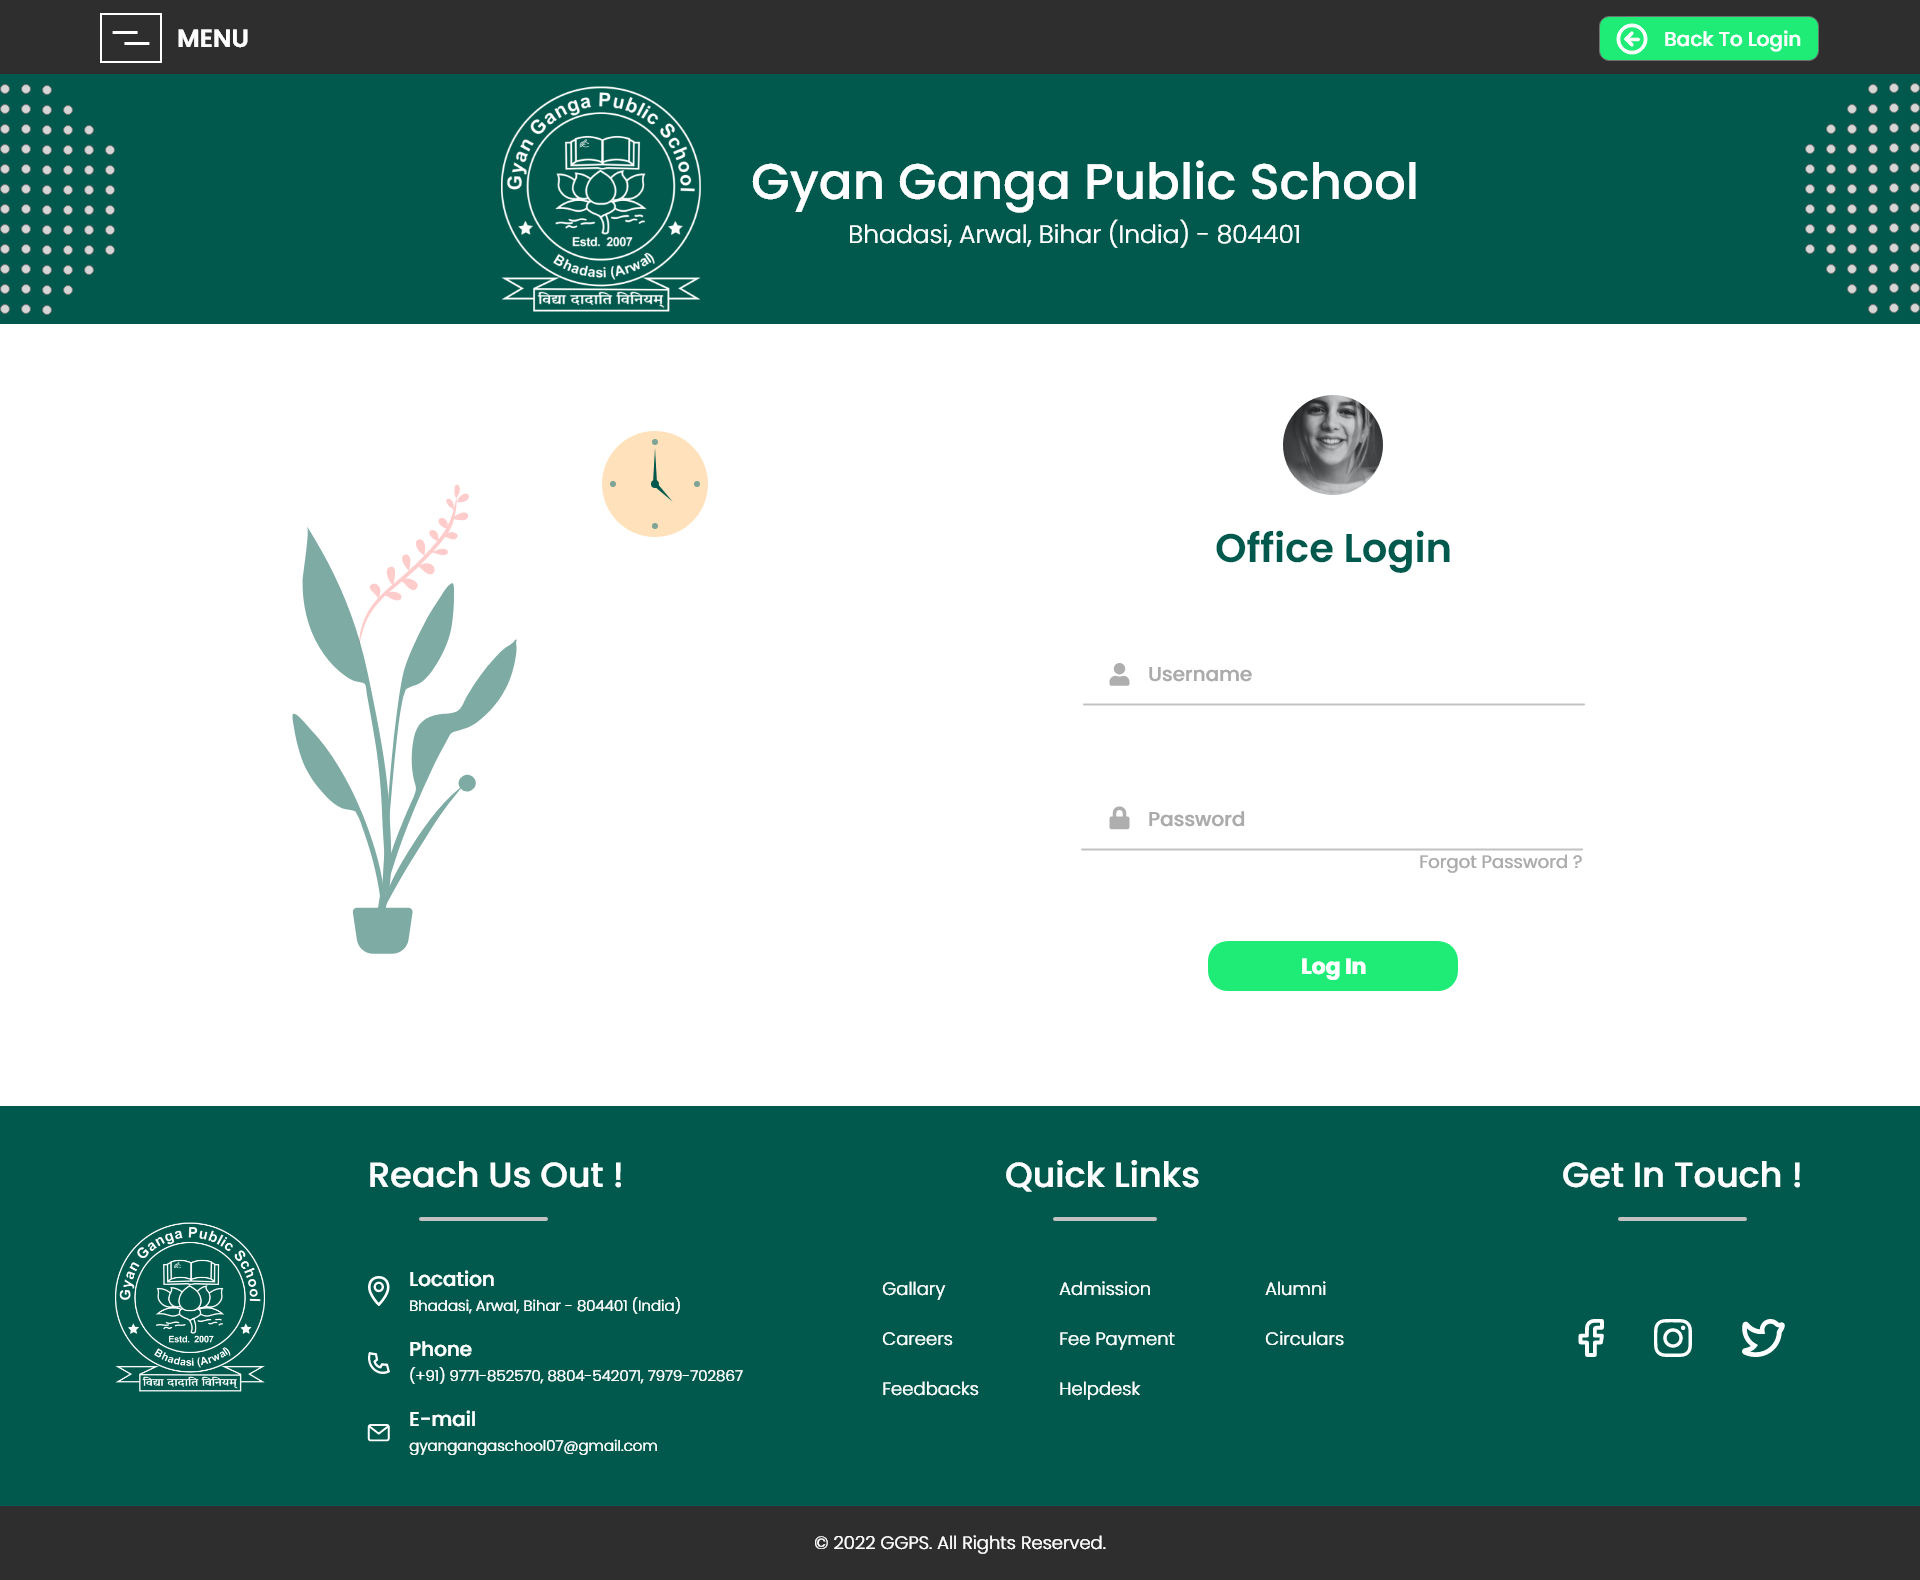 MENU
Back To Login
Gyan Ganga Public School
Estd. 2007
Bhadasi (Arwal)
विद्या दादाति विनियम्
Gyan Ganga Public School
Bhadasi, Arwal, Bihar (India) - 804401
Office Login
Username
Password
Forgot Password ?
Log In
Gyan Ganga Public School
Estd. 2007
Bhadasi (Arwal)
विद्या दादाति विनियम्
Reach Us Out !
Location
Bhadasi, Arwal, Bihar - 804401 (India)
Phone
(+91) 9771-852570, 8804-542071, 7979-702867
E-mail
gyangangaschool07@gmail.com
Quick Links
Gallary
Admission
Alumni
Careers
Fee Payment
Circulars
Feedbacks
Helpdesk
Get In Touch !
© 2022 GGPS. All Rights Reserved.